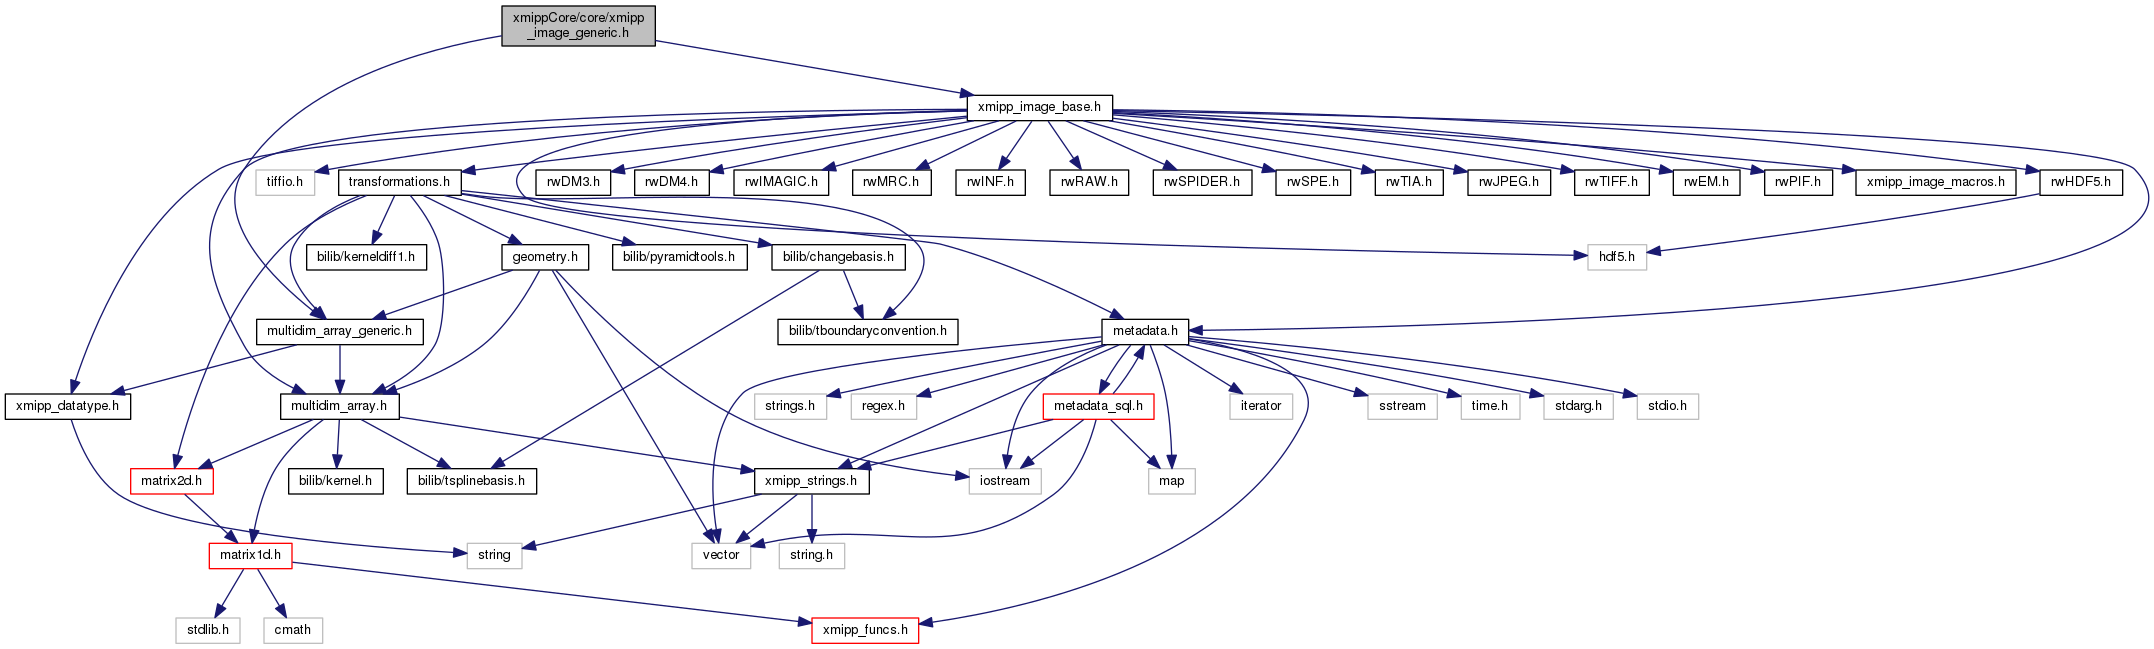 xmippCore/core/xmipp
_image_generic.h
xmipp_image_base.h
tiffio.h
transformations.h
rwDM3.h
rwDM4.h
rwIMAGIC.h
rwMRC.h
rwINF.h
rwRAW.h
rwSPIDER.h
rwSPE.h
rwTIA.h
rwJPEG.h
rwTIFF.h
rwEM.h
rwPIF.h
xmipp_image_macros.h
rwHDF5.h
bilib/kerneldiff1.h
geometry.h
bilib/pyramidtools.h
bilib/changebasis.h
hdf5.h
multidim_array_generic.h
bilib/tboundaryconvention.h
metadata.h
xmipp_datatype.h
multidim_array.h
strings.h
regex.h
metadata_sql.h
iterator
sstream
time.h
stdarg.h
stdio.h
matrix2d.h
bilib/kernel.h
bilib/tsplinebasis.h
xmipp_strings.h
iostream
map
matrix1d.h
string
vector
string.h
stdlib.h
cmath
xmipp_funcs.h